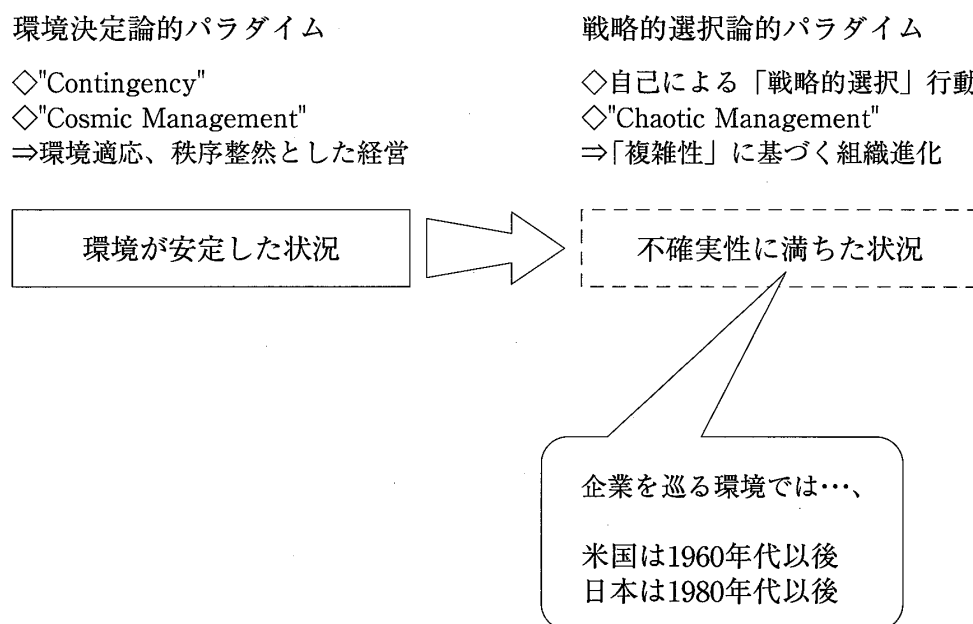 環境決定論的パラダイム
◇"Contingency"
◇"Cosmic Management"
⇒環境適応、秩序整然とした経営
環境が安定した状況
戦略的選択論的パラダイム
◇自己による「戦略的選択」行動
◇"Chaotic Management"
⇒「複雑性」に基づく組織進化
不確実性に満ちた状況
企業を巡る環境では…、
米国は1960年代以後
日本は1980年代以後